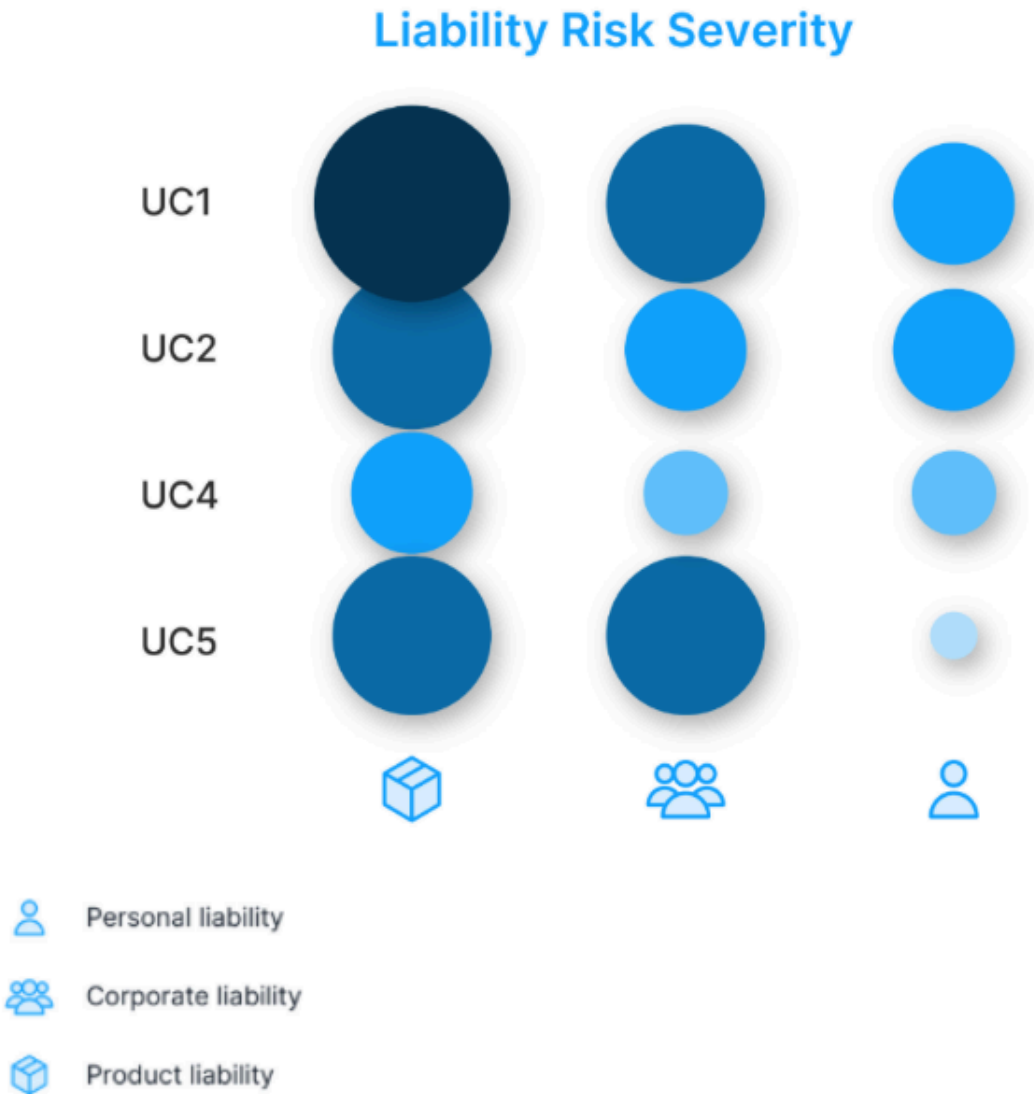 Liability Risk Severity
UC1
UC2
UC4
UC5
Personal liability
Corporate liability
Product liability